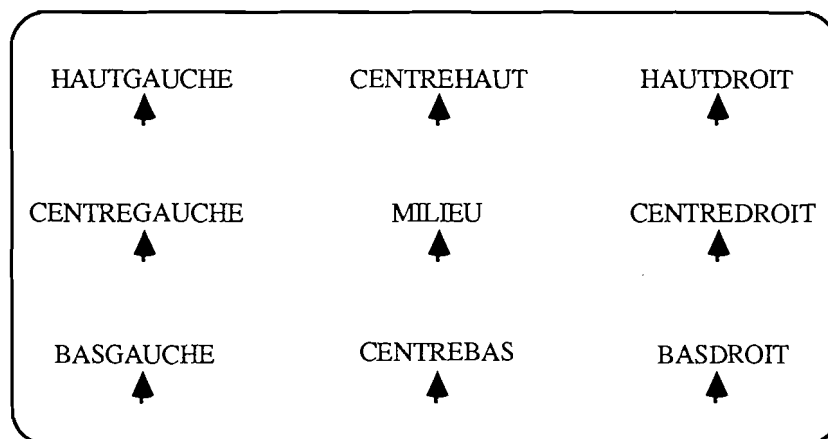 HAUTGAUCHE CENTREHAUT HAUTDROIT
CENTREGAUCHE MILIEU CENTREDROIT
BASGAUCHE CENTREBAS BASDROIT